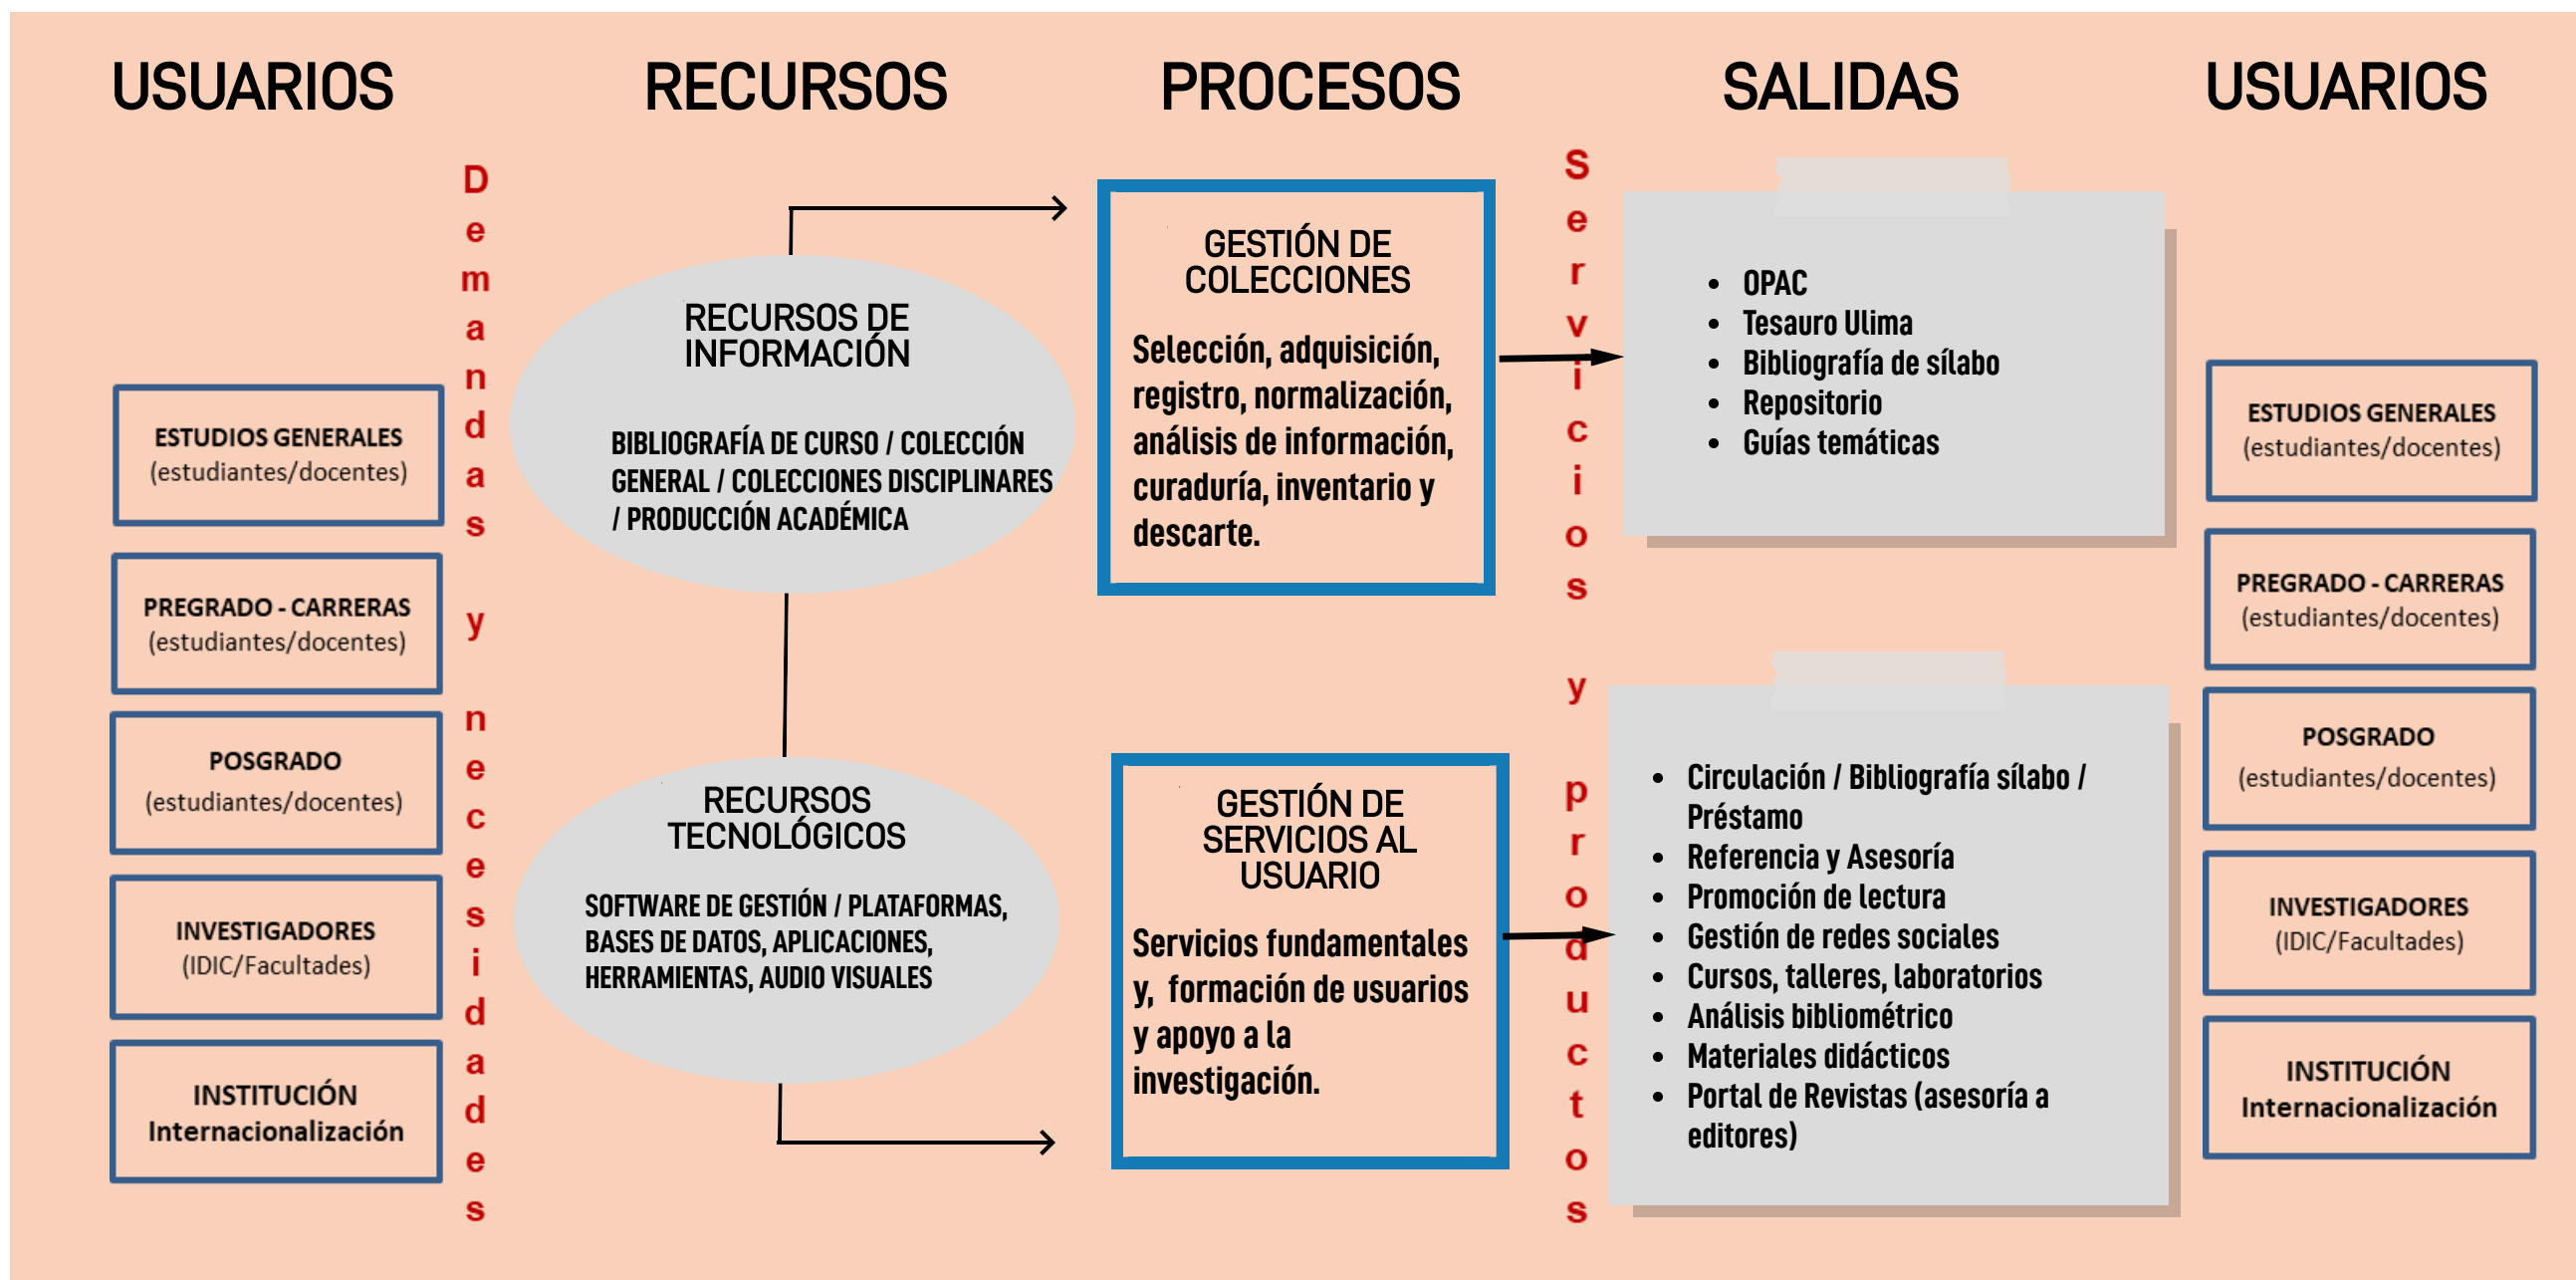 USUARIOS
RECURSOS
PROCESOS
SALIDAS
USUARIOS
ESTUDIOS GENERALES
(estudiantes/docentes)
PREGRADO - CARRERAS
(estudiantes/docentes)
POSGRADO
(estudiantes/docentes)
INVESTIGADORES
(IDIC/Facultades)
INSTITUCIÓN
Internacionalización
Demandas y necesidades
RECURSOS DE
INFORMACIÓN
BIBLIOGRAFÍA DE CURSO / COLECCIÓN
GENERAL / COLECCIONES DISCIPLINARES
/ PRODUCCIÓN ACADÉMICA
RECURSOS
TECNOLÓGICOS
SOFTWARE DE GESTIÓN / PLATAFORMAS,
BASES DE DATOS, APLICACIONES,
HERRAMIENTAS, AUDIO VISUALES
GESTIÓN DE
COLECCIONES
Selección, adquisición,
registro, normalización,
análisis de información,
curaduría, inventario y
descarte.
GESTIÓN DE
SERVICIOS AL
USUARIO
Servicios fundamentales
y, formación de usuarios
y apoyo a la
investigación.
Servicios y productos
• OPAC
• Tesauro Ulima
• Bibliografía de sílabo
• Repositorio
• Guías temáticas
• Circulación / Bibliografía sílabo /
Préstamo
• Referencia y Asesoría
• Promoción de lectura
• Gestión de redes sociales
• Cursos, talleres, laboratorios
• Análisis bibliométrico
• Materiales didácticos
• Portal de Revistas (asesoría a
editores)
ESTUDIOS GENERALES
(estudiantes/docentes)
PREGRADO - CARRERAS
(estudiantes/docentes)
POSGRADO
(estudiantes/docentes)
INVESTIGADORES
(IDIC/Facultades)
INSTITUCIÓN
Internacionalización